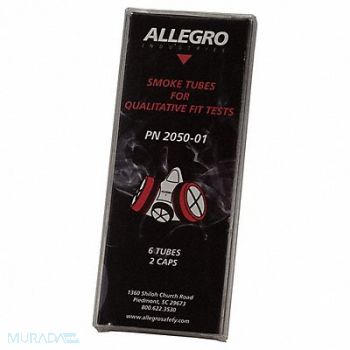 ALLEGRO
INDUSTRIES
SMOKE TUBES
FOR
QUALITATIVE FIT TESTS
PN 2050-01
6 TUBES
2 CAPS
1360 Shiloh Church Road
Piedmont, SC 29673
800.622.3530
www.allegrosafety.com
MURADA